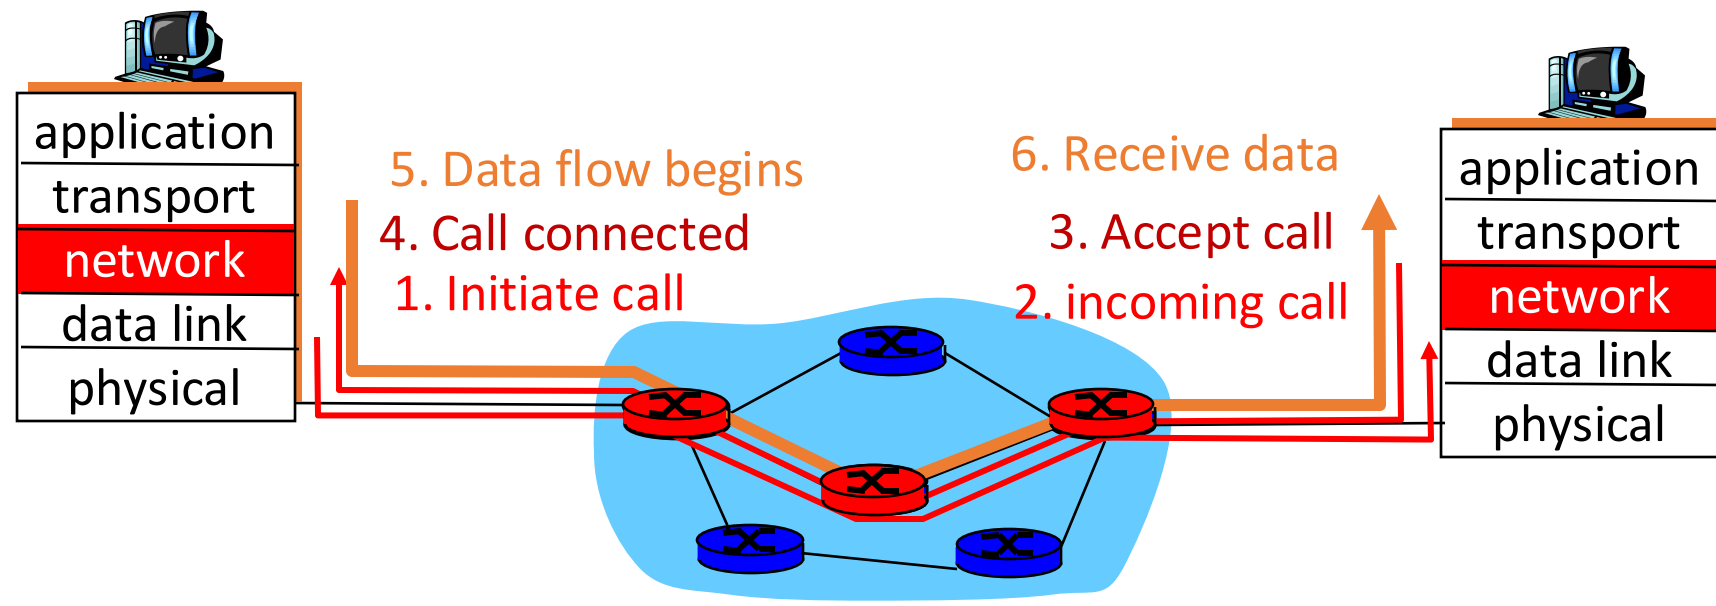 application
transport
network
data link
physical
5. Data flow begins
4. Call connected
1. Initiate call
6. Receive data
3. Accept call
2. incoming call
application
transport
network
data link
physical